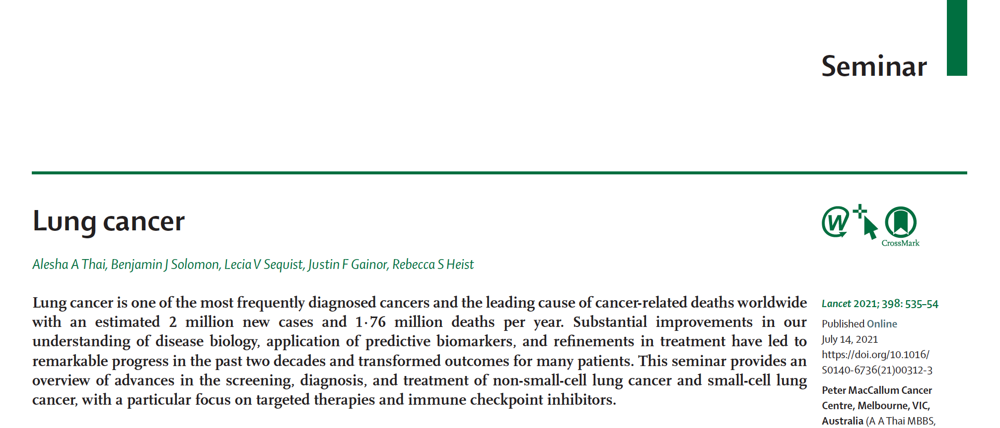 Seminar
Lung cancer
W
CrossMark
Alesha A Thai, Benjamin J Solomon, Lecia V Sequist, Justin F Gainor, Rebecca S Heist
Lung cancer is one of the most frequently diagnosed cancers and the leading cause of cancer-related deaths worldwide
with an estimated 2 million new cases and 1·76 million deaths per year. Substantial improvements in our
understanding of disease biology, application of predictive biomarkers, and refinements in treatment have led to
remarkable progress in the past two decades and transformed outcomes for many patients. This seminar provides an
overview of advances in the screening, diagnosis, and treatment of non-small-cell lung cancer and small-cell lung
cancer, with a particular focus on targeted therapies and immune checkpoint inhibitors.
Lancet 2021; 398: 535–54
Published Online
July 14, 2021
https://doi.org/10.1016/
S0140-6736(21)00312-3
Peter MacCallum Cancer
Centre, Melbourne, VIC,
Australia (A A Thai MBBS,